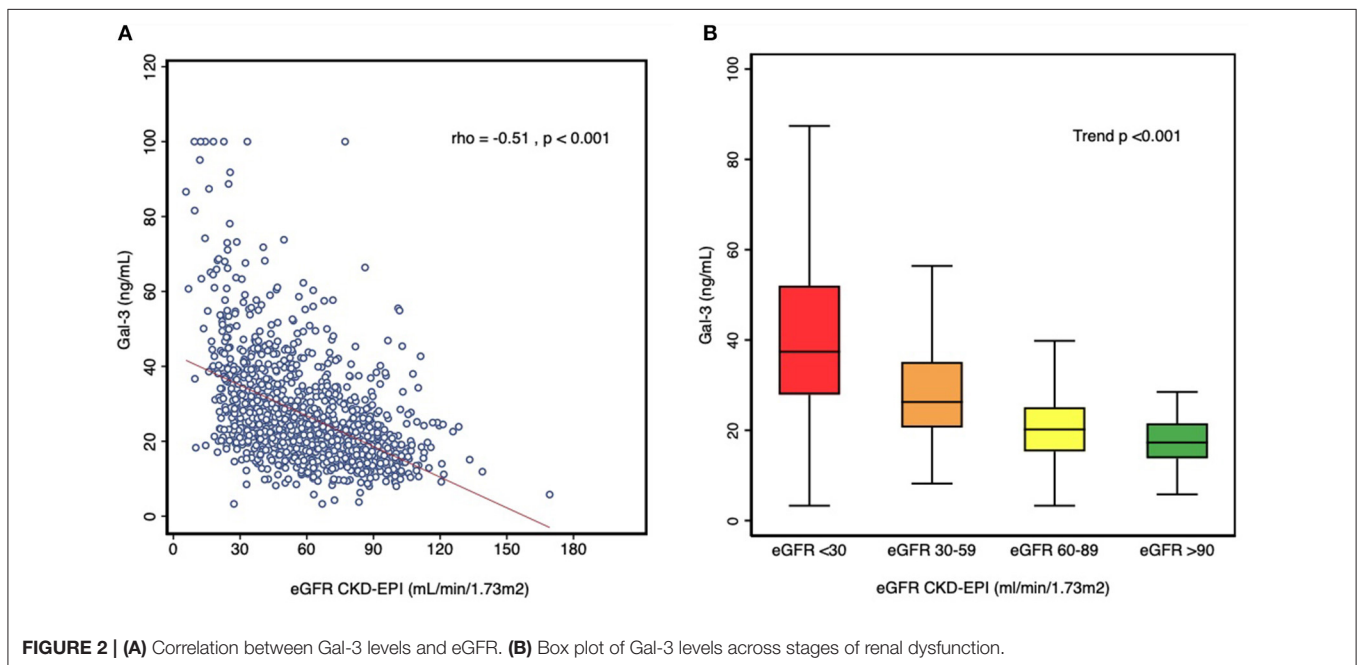 A
120
100
80
60
40
20
0
Gal-3 (ng/mL)
rho = -0.51 , p < 0.001
0 30 60 90 120 150 180
eGFR CKD-EPI (mL/min/1.73m2)
B
100
80
60
40
20
0
Gal-3 (ng/mL)
Trend p <0.001
eGFR <30 eGFR 30-59 eGFR 60-89 eGFR >90
eGFR CKD-EPI (ml/min/1.73m2)
FIGURE 2 | (A) Correlation between Gal-3 levels and eGFR. (B) Box plot of Gal-3 levels across stages of renal dysfunction.